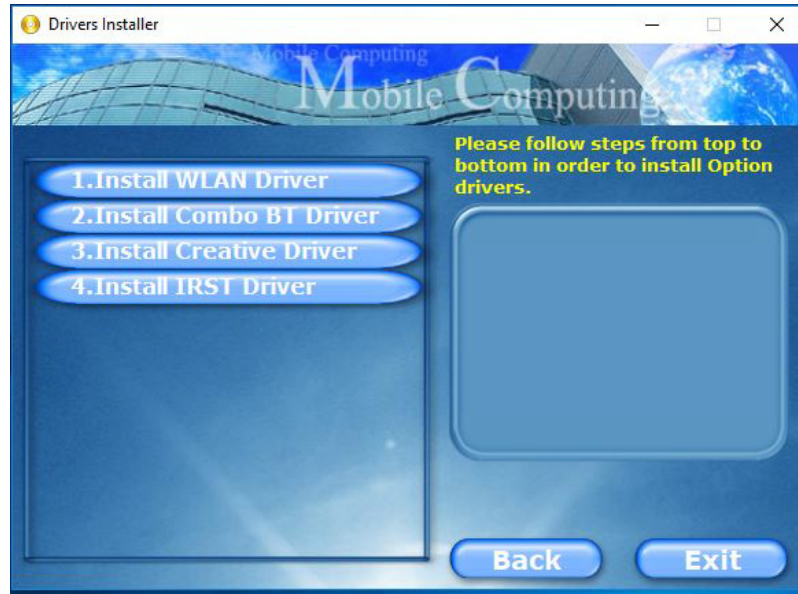 Drivers Installer
Mobile Computing
Mobile Computing
Please follow steps from top to
bottom in order to install Option
drivers.
1.Install WLAN Driver
2.Install Combo BT Driver
3.Install Creative Driver
4.Install IRST Driver
Back
Exit